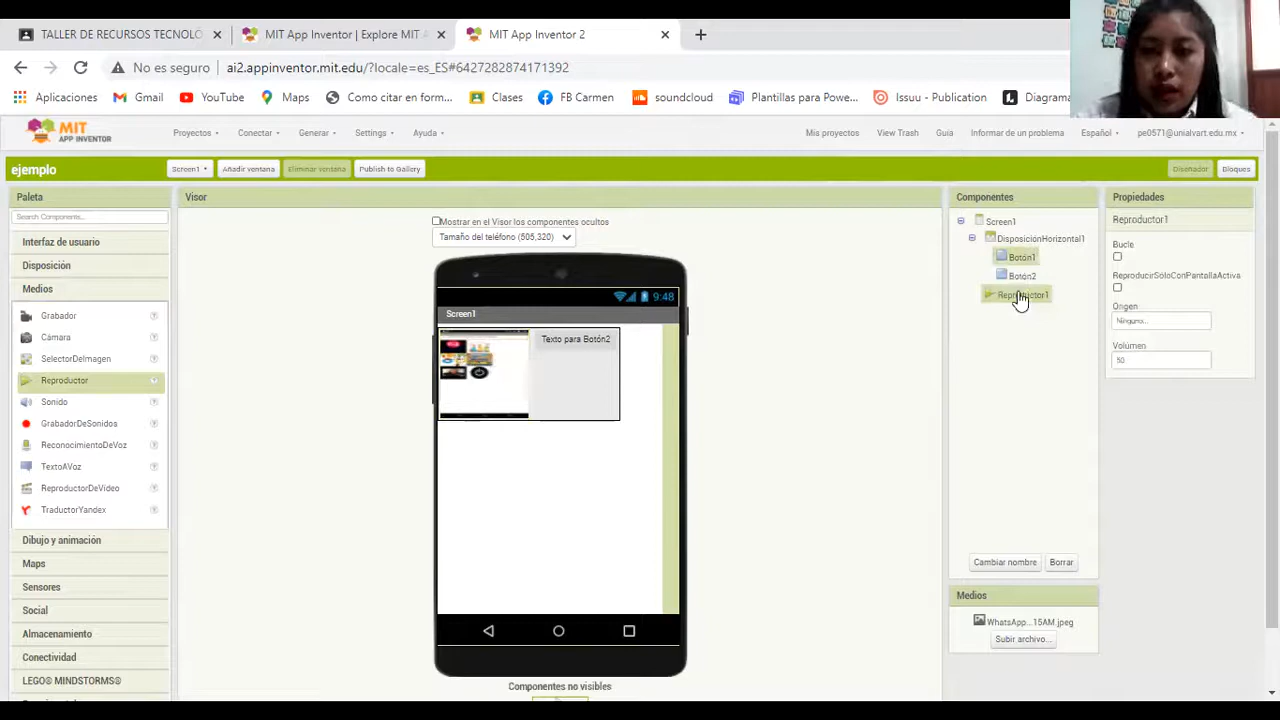 TALLER DE RECURSOS TECNOLO
MIT App Inventor | Explore MIT A
MIT App Inventor 2
No es seguro
ai2.appinventor.mit.edu/?locale=es_ES#6427282874171392
Aplicaciones
Gmail
YouTube
Maps
Como citar en form...
Clases
FB Carmen
soundcloud
Plantillas para Powe...
Issuu - Publication
Diagrama
MIT
APP INVENTOR
Proyectos
Conectar
Generar
Settings
Ayuda
Mis proyectos
View Trash
Guía
Informar de un problema
Español
pe0571@unialvart.edu.mx
ejemplo
Screen1
Añadir ventana
Eliminar ventana
Publish to Gallery
Diseñador
Bloques
Paleta
Search Components...
Interfaz de usuario
Disposición
Medios
Grabador
Cámara
SelectorDeImagen
Reproductor
Sonido
GrabadorDeSonidos
ReconocimientoDeVoz
TextoAVoz
ReproductorDeVídeo
TraductorYandex
Dibujo y animación
Maps
Sensores
Social
Almacenamiento
Conectividad
LEGO® MINDSTORMS®
Visor
Mostrar en el Visor los componentes ocultos
Tamaño del teléfono (505,320)
9:48
Screen1
Texto para Botón2
Componentes no visibles
Componentes
Screen1
DisposiciónHorizontal1
Botón1
Botón2
Reproductor1
Cambiar nombre
Borrar
Medios
WhatsApp...15AM.jpeg
Subir archivo...
Propiedades
Reproductor1
Bucle
ReproducirSóloConPantallaActiva
Origen
Ninguno...
Volumen
50